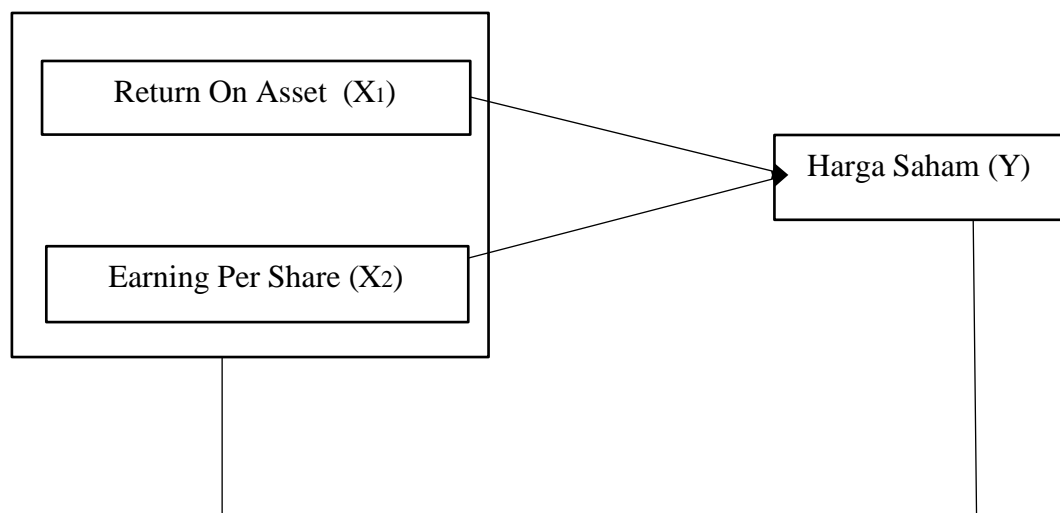 Return On Asset (X1)
Harga Saham (Y)
Earning Per Share (X2)